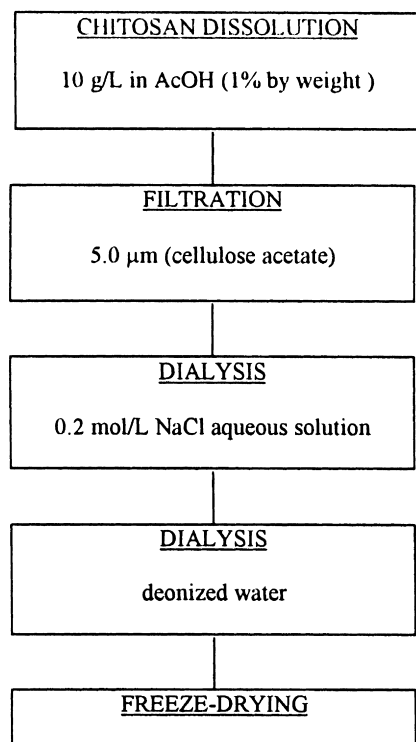 CHITOSAN DISSOLUTION
10 g/L in AcOH (1% by weight )
FILTRATION
5.0 μm (cellulose acetate)
DIALYSIS
0.2 mol/L NaCl aqueous solution
DIALYSIS
deonized water
FREEZE-DRYING